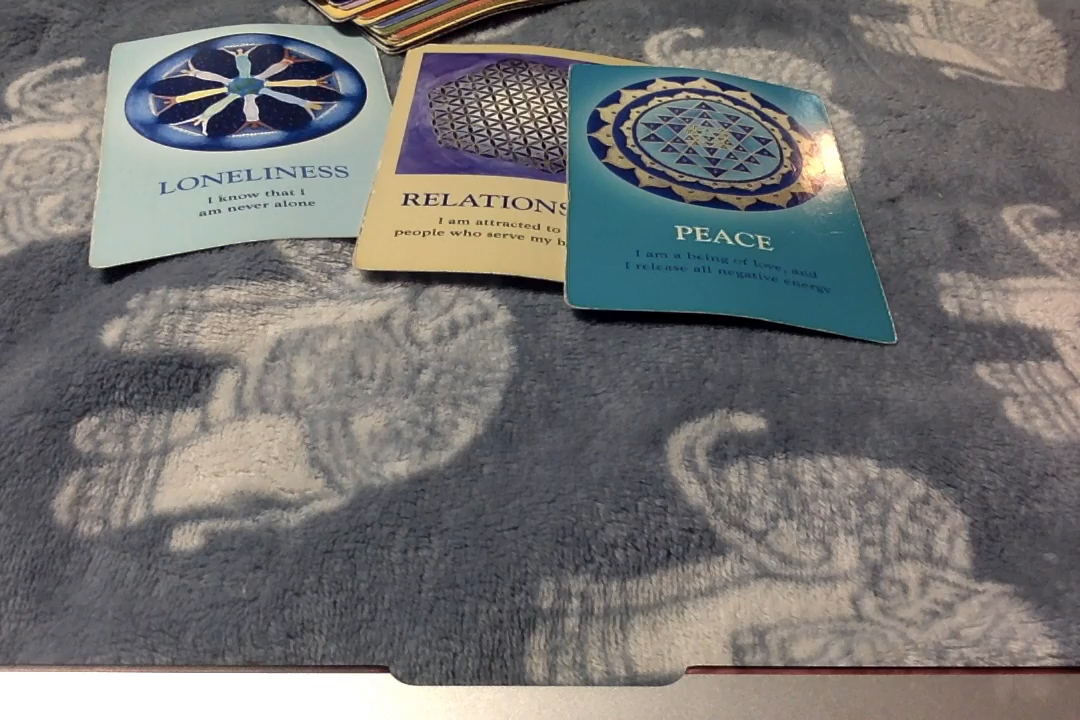 LONELINESS
I know that I
am never alone
RELATIONS
I am attracted to
people who serve my
PEACE
I am a being of love, and
I release all negative energy